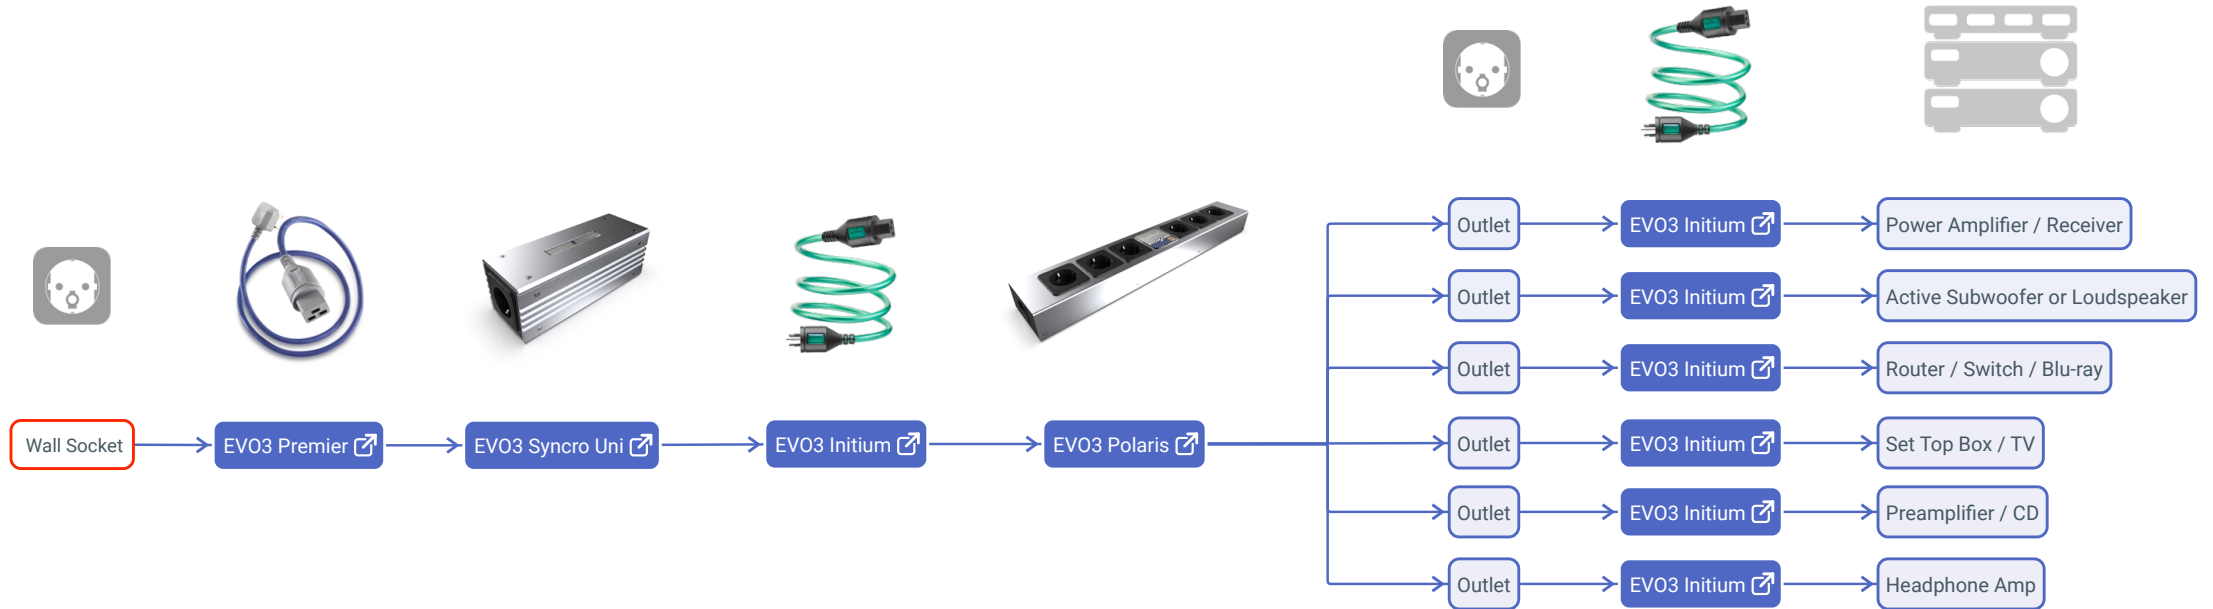 Outlet
EVO3 Initium
Power Amplifier / Receiver
Outlet
EVO3 Initium
Active Subwoofer or Loudspeaker
Outlet
EVO3 Initium
Router / Switch / Blu-ray
Wall Socket
EVO3 Premier
EVO3 Syncro Uni
EVO3 Initium
EVO3 Polaris
Outlet
EVO3 Initium
Set Top Box / TV
Outlet
EVO3 Initium
Preamplifier / CD
Outlet
EVO3 Initium
Headphone Amp